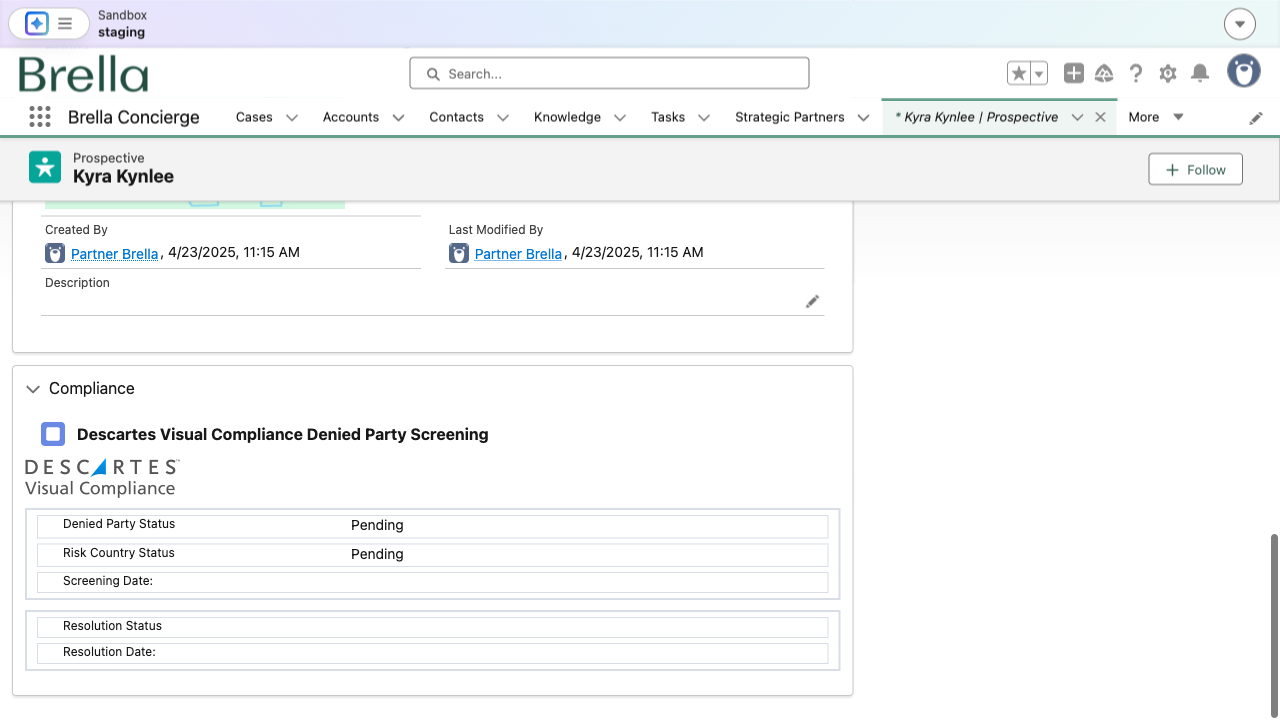 Sandbox
staging
Brella
Search...
Brella Concierge
Cases
Accounts
Contacts
Knowledge
Tasks
Strategic Partners
* Kyra Kynlee | Prospective
More
Prospective
Kyra Kynlee
Follow
Created By
Partner Brella, 4/23/2025, 11:15 AM
Last Modified By
Partner Brella, 4/23/2025, 11:15 AM
Description
Compliance
Descartes Visual Compliance Denied Party Screening
DESCARTES™
Visual Compliance
Denied Party Status Pending
Risk Country Status Pending
Screening Date:
Resolution Status
Resolution Date: